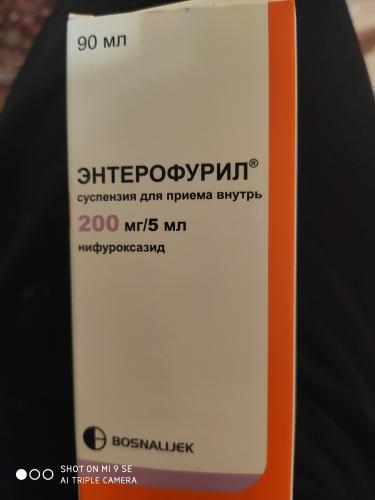 90 мл
ЭНТЕРОФУРИЛ®
суспензия для приема внутрь
200 мг/5 мл
нифуроксазид
BOSNALIJEK
SHOT ON MI 9 SE
AI TRIPLE CAMERA